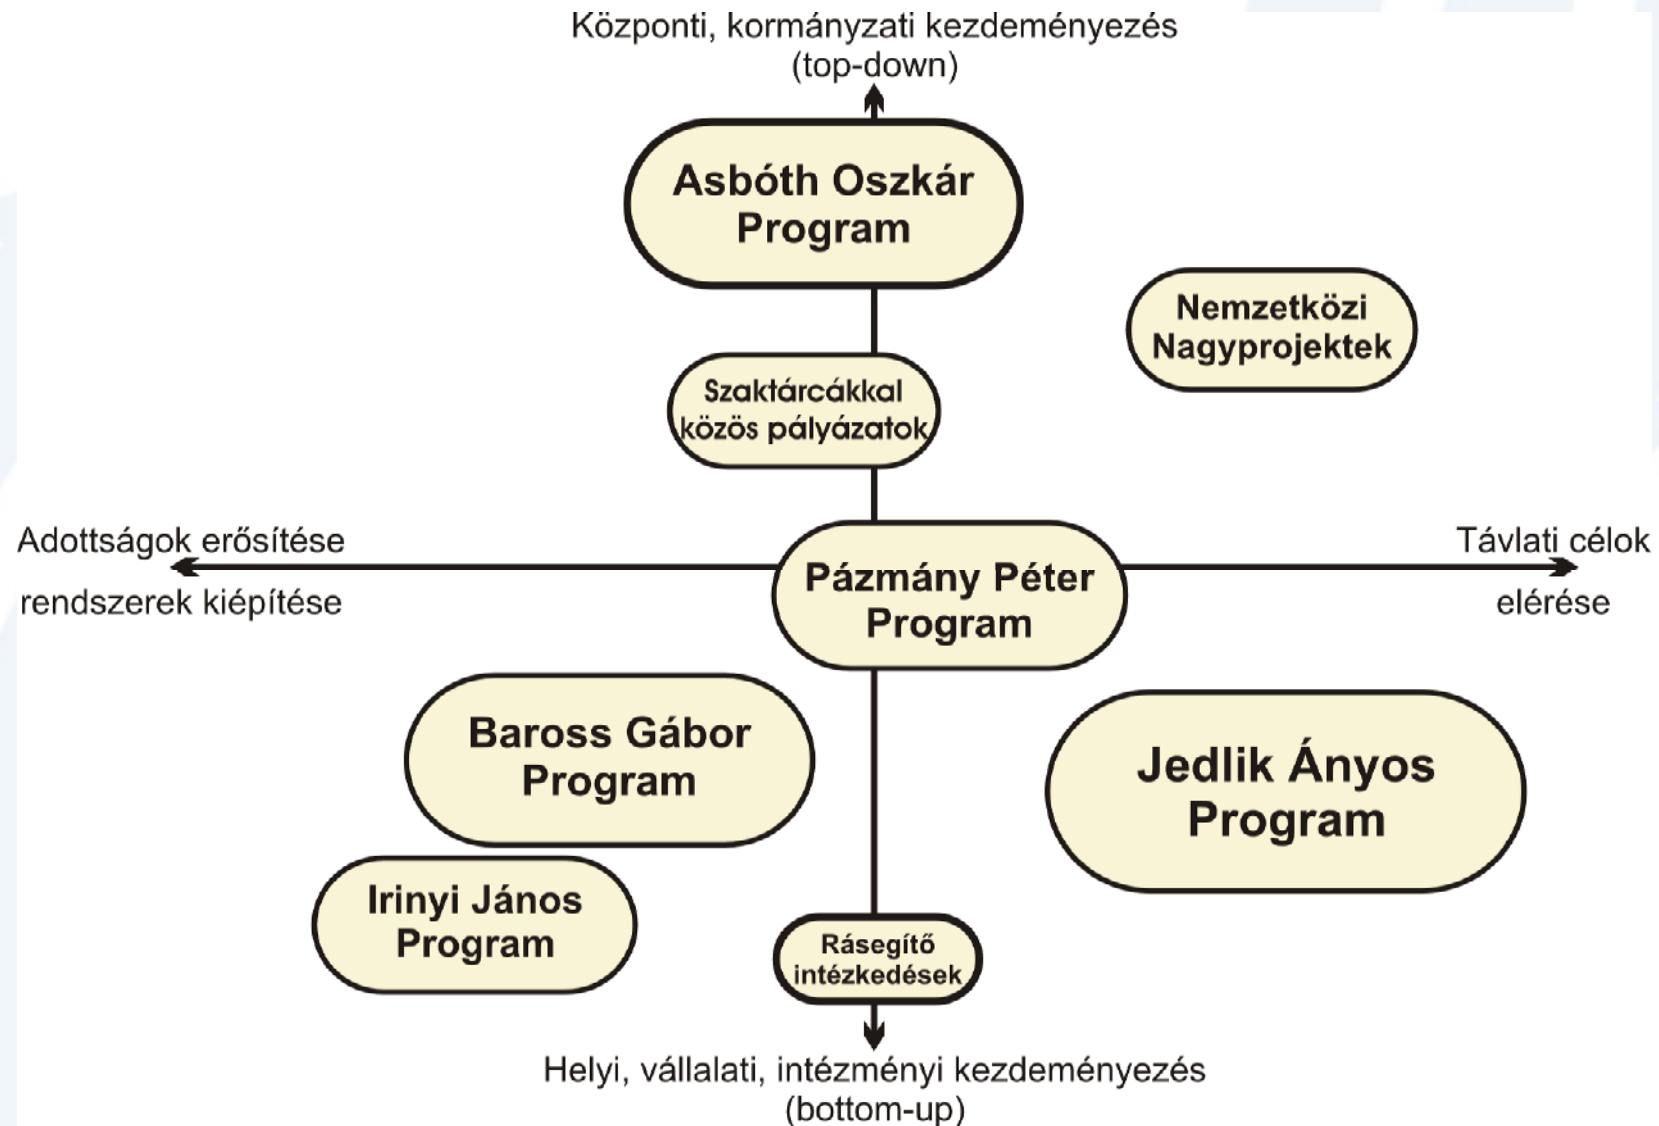 Központi, kormányzati kezdeményezés
(top-down)
Asbóth Oszkár
Program
Nemzetközi
Nagyprojektek
Szaktárcákkal
közös pályázatok
Adottságok erősítése
rendszerek kiépítése
Pázmány Péter
Program
Távlati célok
elérése
Baross Gábor
Program
Jedlik Ányos
Program
Irinyi János
Program
Rásegítő
intézkedések
Helyi, vállalati, intézményi kezdeményezés
(bottom-up)